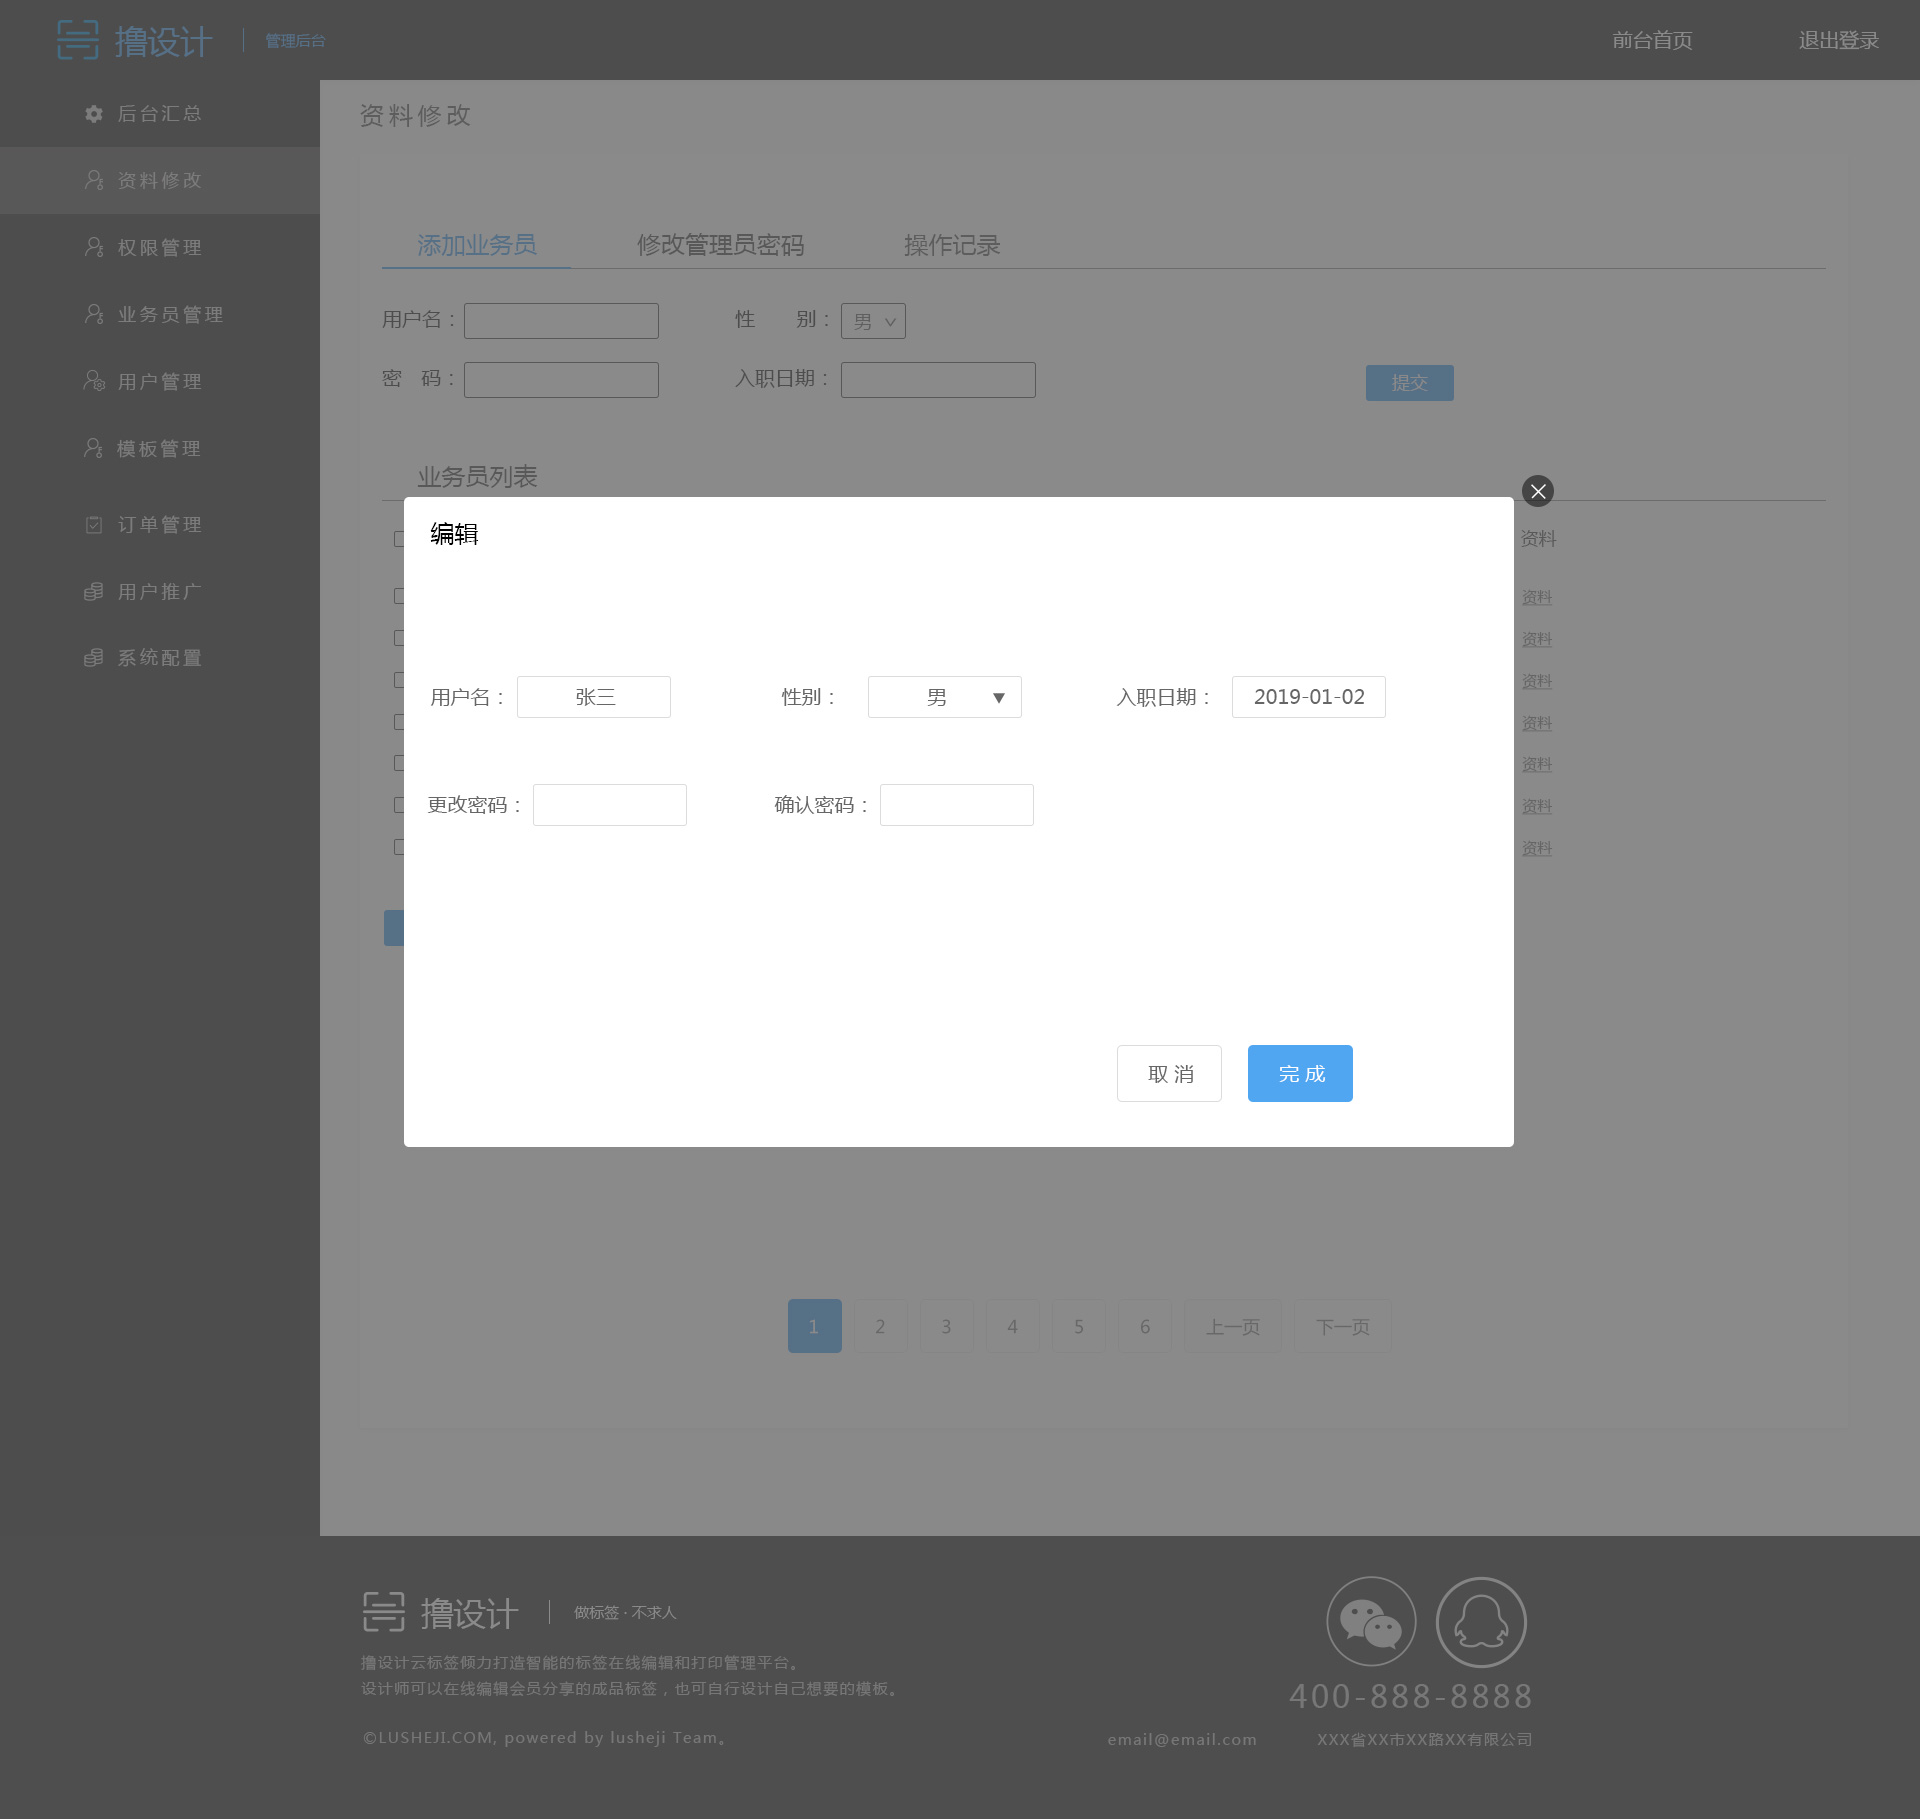 撸设计 管理后台 前台首页 退出登录
后台汇总
资料修改
权限管理
业务员管理
用户管理
模板管理
订单管理
用户推广
系统配置
资料修改
添加业务员 修改管理员密码 操作记录
用户名： 性 别： 男
密 码： 入职日期： 提交
业务员列表
资料
资料
资料
资料
资料
资料
资料
资料
编辑
用户名： 张三 性别： 男 ▼ 入职日期： 2019-01-02
更改密码： 确认密码：
取消 完成
1 2 3 4 5 6 上一页 下一页
撸设计 做标签·不求人
撸设计云标签倾力打造智能的标签在线编辑和打印管理平台。
设计师可以在线编辑会员分享的成品标签，也可自行设计自己想要的模板。
©LUSHEJI.COM, powered by lusheji Team。
400-888-8888
email@email.com XXX省XX市XX路XX有限公司